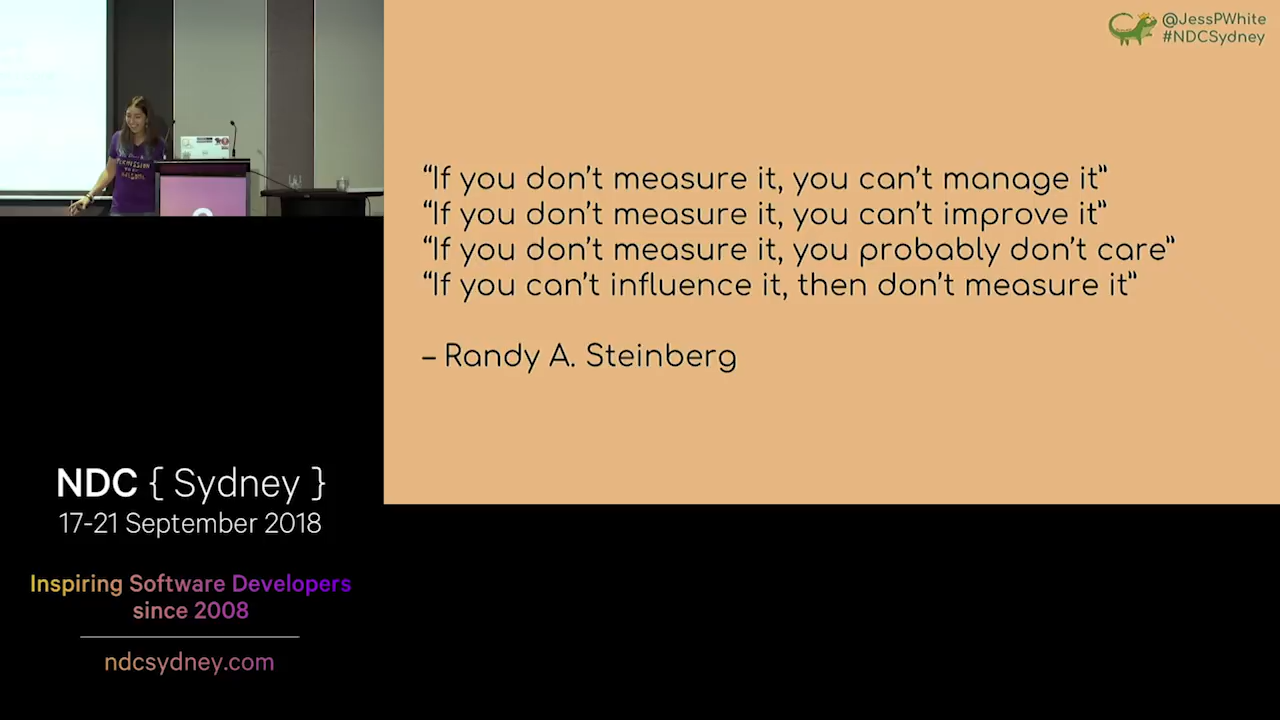 @JessPWhite
#NDCSydney
“If you don’t measure it, you can’t manage it”
“If you don’t measure it, you can’t improve it”
“If you don’t measure it, you probably don’t care”
“If you can’t influence it, then don’t measure it”
– Randy A. Steinberg
NDC { Sydney }
17-21 September 2018
Inspiring Software Developers
since 2008
ndcsydney.com